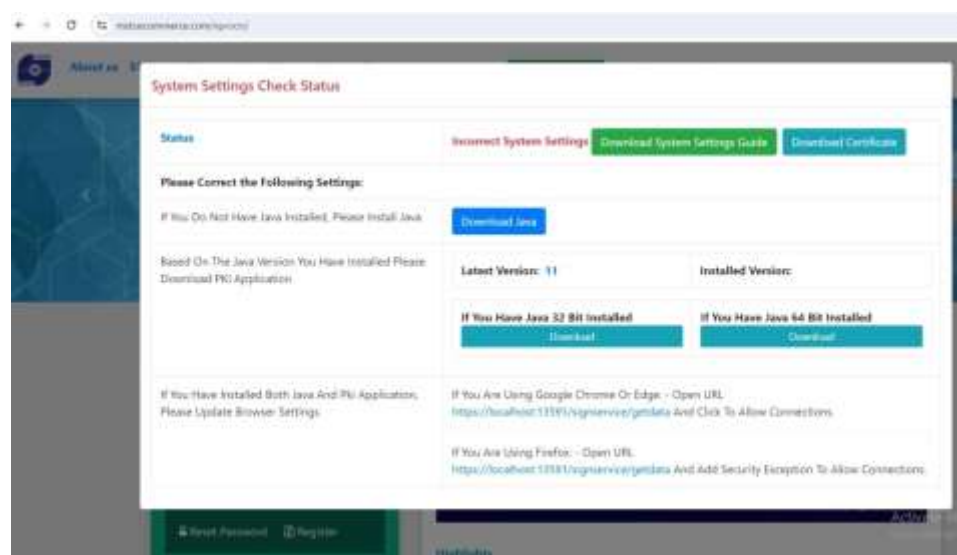 About us
System Settings Check Status
Status
Incorrect System Settings
Download System Settings Guide
Download Certificate
Please Correct the Following Settings:
If You Do Not Have Java Installed, Please Install Java
Download Java
Based On The Java Version You Have Installed Please
Download PKI Application
Latest Version: 11
Installed Version:
If You Have Java 32 Bit Installed
Download
If You Have Java 64 Bit Installed
Download
If You Have Installed Both Java And Pki Application,
Please Update Browser Settings
If You Are Using Google Chrome Or Edge: - Open URL
https://localhost:13591/signservice/getdata And Click To Allow Connections
If You Are Using Firefox: - Open URL
https://localhost:13591/signservice/getdata And Add Security Exception To Allow Connections
Reset Password
Register
Highlights